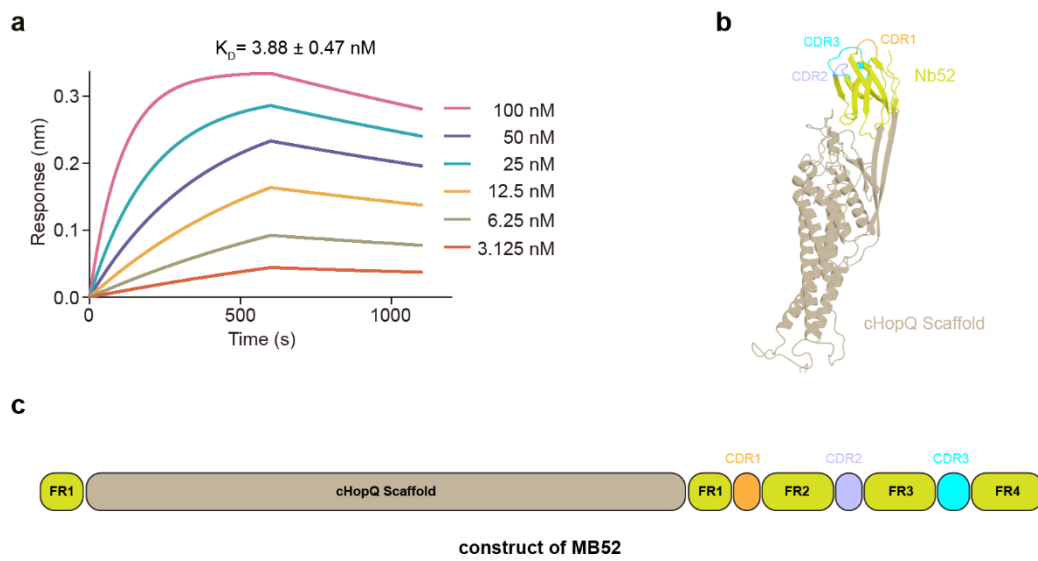 a
K_D= 3.88 ± 0.47 nM
Response (nm)
0.3
0.2
0.1
0.0
0
500
1000
Time (s)
100 nM
50 nM
25 nM
12.5 nM
6.25 nM
3.125 nM
b
CDR3
CDR1
CDR2
Nb52
cHopQ Scaffold
c
CDR1
CDR2
CDR3
FR1
cHopQ Scaffold
FR1
FR2
FR3
FR4
construct of MB52